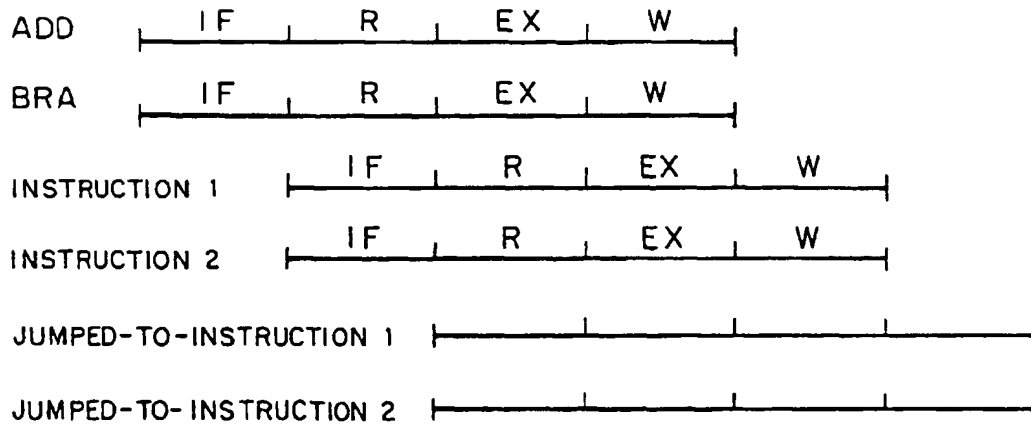 ADD IF R EX W
BRA IF R EX W
INSTRUCTION 1 IF R EX W
INSTRUCTION 2 IF R EX W
JUMPED-TO-INSTRUCTION 1
JUMPED-TO-INSTRUCTION 2